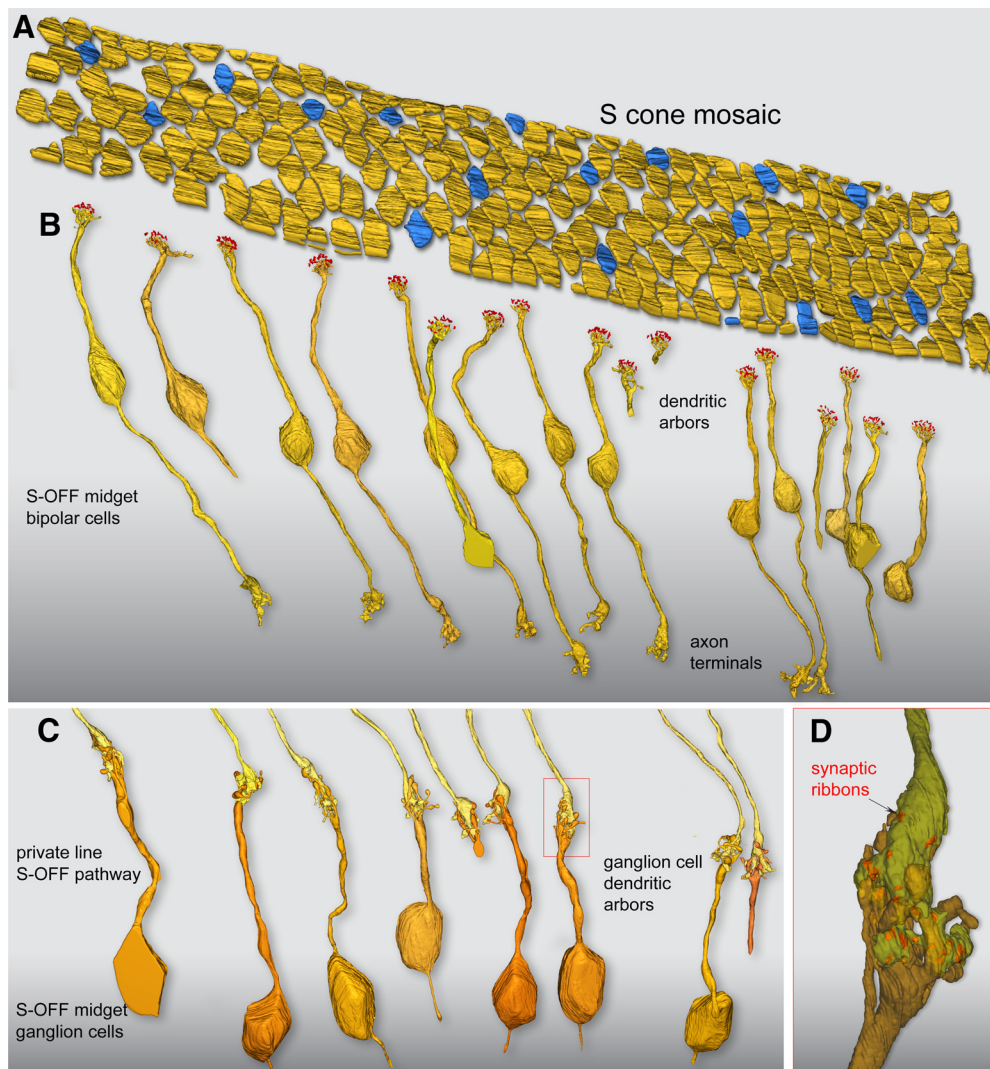 A
S cone mosaic
B
dendritic
arbors
S-OFF midget
bipolar cells
axon
terminals
C
D
synaptic
ribbons
private line
S-OFF pathway
ganglion cell
dendritic
arbors
S-OFF midget
ganglion cells